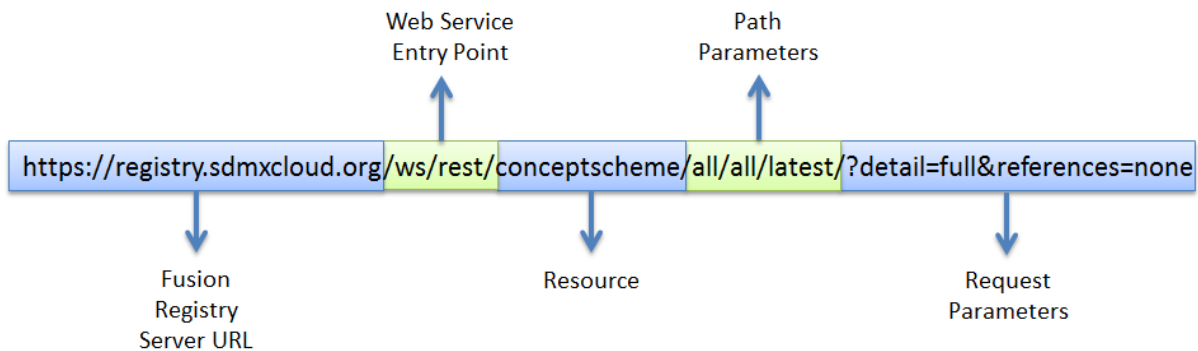 Web Service
Entry Point
Path
Parameters
https://registry.sdmxcloud.org/ws/rest/conceptscheme/all/all/latest/?detail=full&references=none
Fusion
Registry
Server URL
Resource
Request
Parameters